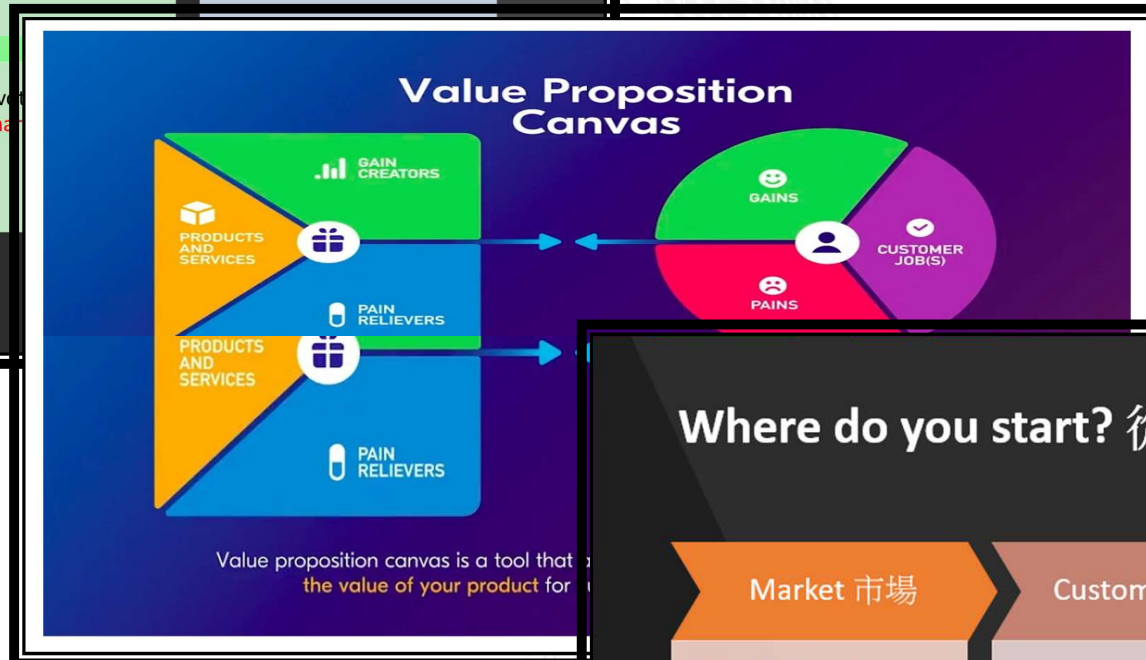 Value Proposition
Canvas
GAIN
CREATORS
PRODUCTS
AND
SERVICES
PAIN
RELIEVERS
GAINS
CUSTOMER
JOB(S)
PAINS
PRODUCTS
AND
SERVICES
PAIN
RELIEVERS
Value proposition canvas is a tool that
the value of your product for
Where do you start?
Market 市場